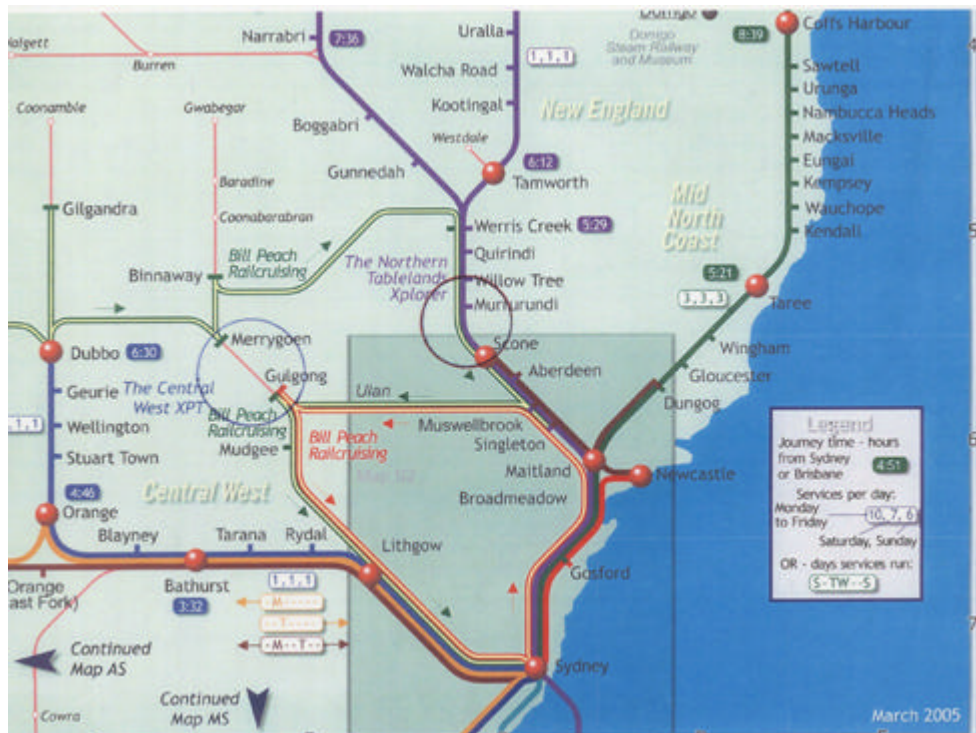 Narrabri
7:36
Uralla
1,1,1
Walcha Road
Kootingal
Domigo
Domigo
Steam Railway
and Museum
8:39
Coffs Harbour
Sawtell
Urunga
Nambucca Heads
Macksville
Eungai
Kempsey
Wauchope
Kendall
Burren
Coonamble
Gwabegar
Boggabri
New England
Westdale
Gunnedah
6:12
Tamworth
Baradine
Gilgandra
Coonabarabran
Mid
North
Coast
Werris Creek
5:29
Quirindi
Bill Peach
Railcruising
The Northern
Tablelands
Xplorer
Binnaway
Willow Tree
Murrurundi
5:21
3,3,3
Taree
Merrygoen
Scone
Wingham
Dubbo
6:30
Gulgong
Aberdeen
Gloucester
Geurie
The Central
West XPT
Ulan
Dungog
Bill Peach
Railcruising
Wellington
Muswellbrook
Stuart Town
Mudgee
Bill Peach
Railcruising
Singleton
Maitland
Newcastle
Broadmeadow
Central West
4:46
Orange
Blayney
Tarana
Rydal
Lithgow
Gosford
Legend
Journey time - hours
from Sydney
or Brisbane
4:51
Services per day:
Monday
to Friday
10, 7, 6
Saturday, Sunday
OR - days services run:
S-TW--S
Orange
ast Fork)
Bathurst
3:32
1,1,1
-M-----
--T----
-M--T--
Sydney
Continued
Map AS
Continued
Map MS
Cowra
March 2005